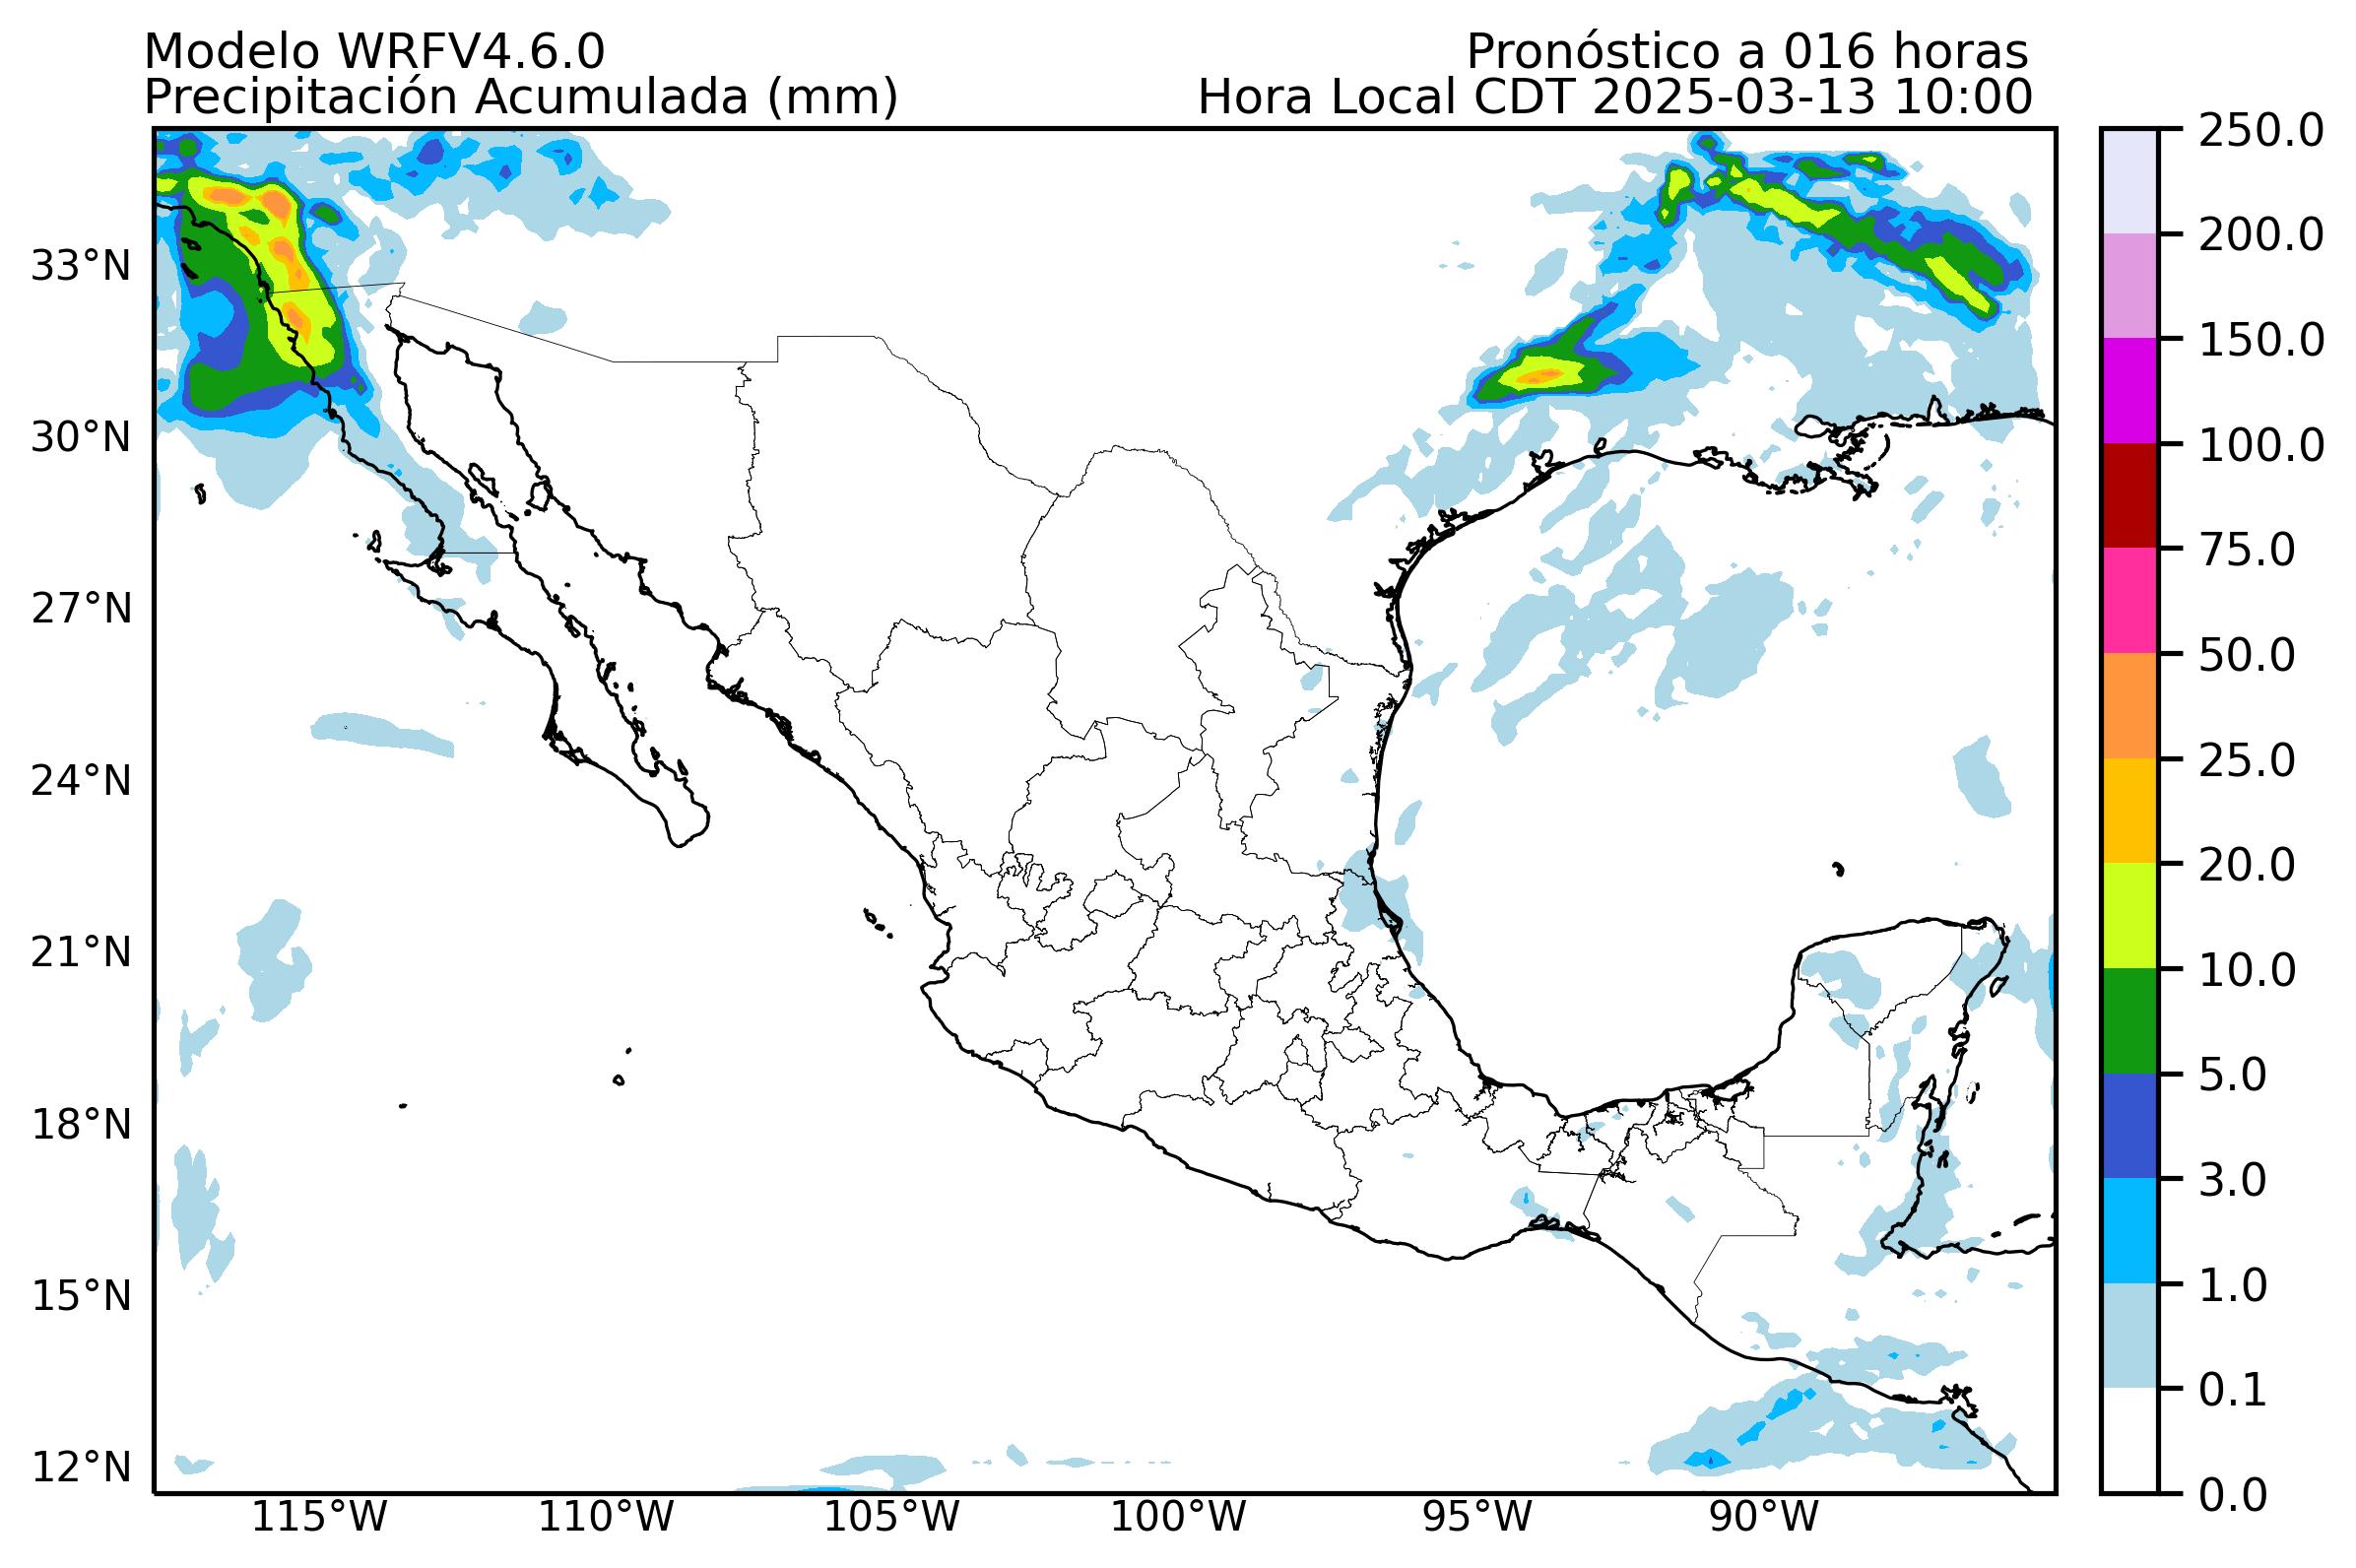 Modelo WRFV4.6.0
Pronóstico a 016 horas
Precipitación Acumulada (mm)
Hora Local CDT 2025-03-13 10:00
33°N
30°N
27°N
24°N
21°N
18°N
15°N
12°N
115°W
110°W
105°W
100°W
95°W
90°W
250.0
200.0
150.0
100.0
75.0
50.0
25.0
20.0
10.0
5.0
3.0
1.0
0.1
0.0